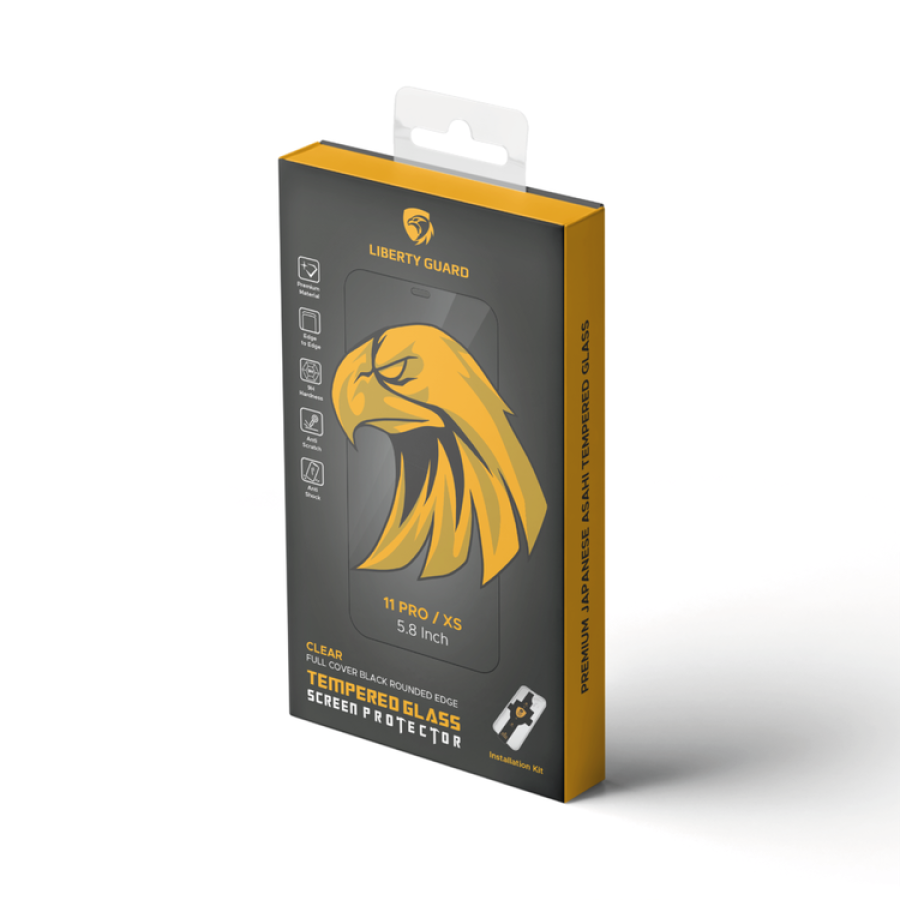 LIBERTY GUARD
Premium
Material
Edge
to Edge
9H
Hardness
Anti
Scratch
Anti
Shock
11 PRO / XS
5.8 Inch
CLEAR
FULL COVER BLACK ROUNDED EDGE
TEMPERED GLASS
SCREEN PROTECTOR
Installation Kit
PREMIUM JAPANESE ASAHI TEMPERED GLASS